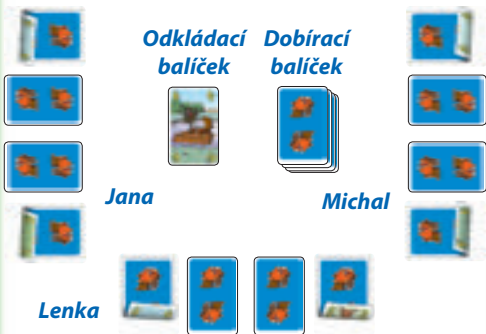 Odkládací
balíček
Dobírací
balíček
Jana
Michal
Lenka